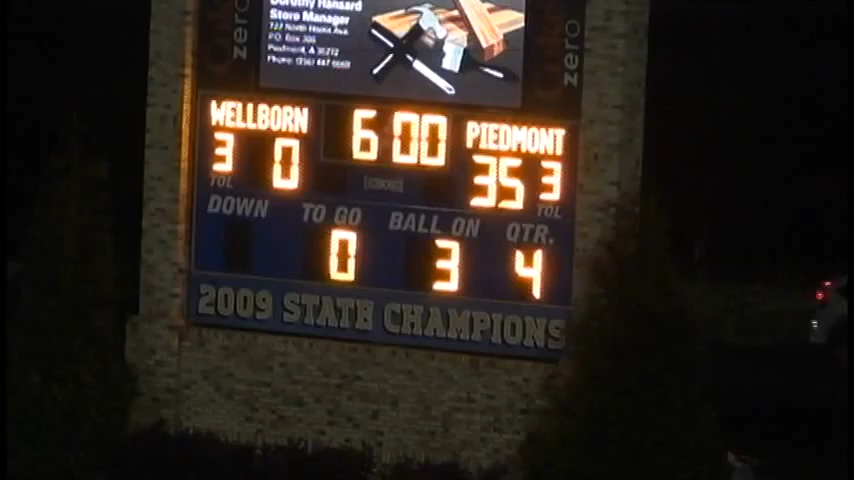 Dorothy Hansard
Store Manager
zero
zero
WELLBORN 6:00 PIEDMONT
3 0 35 3
TOL TOL
DOWN TO GO BALL ON QTR.
0 3 4
2009 STATE CHAMPIONS